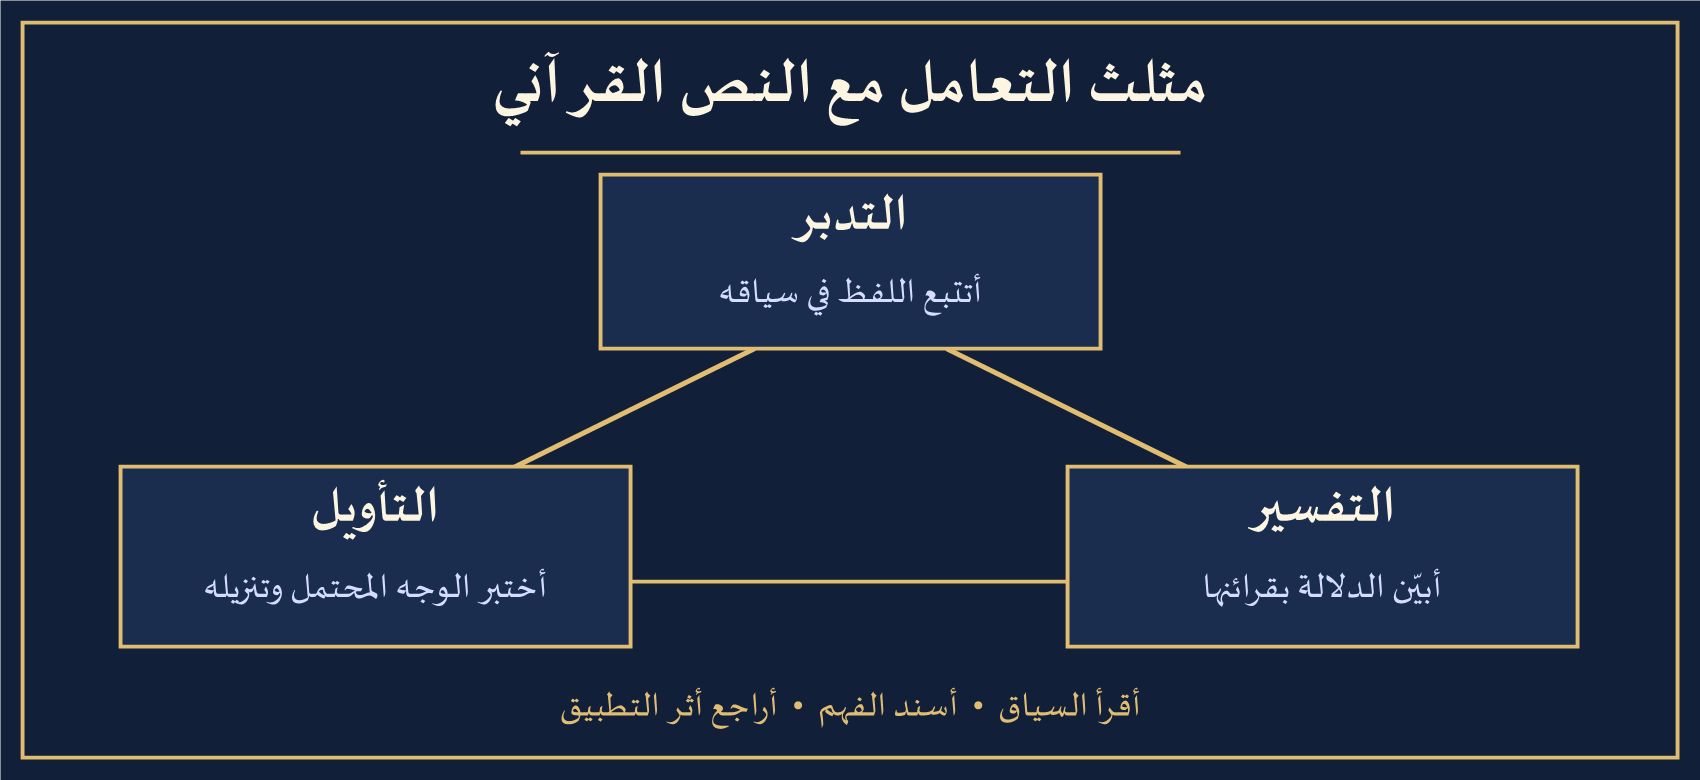 مثلث التعامل مع النص القرآني
التدبر
أتتبع اللفظ في سياقه
التفسير
أبيّن الدلالة بقرائنها
التأويل
أختبر الوجه المحتمل وتنزيله
أقرأ السياق • أسند الفهم • أراجع أثر التطبيق